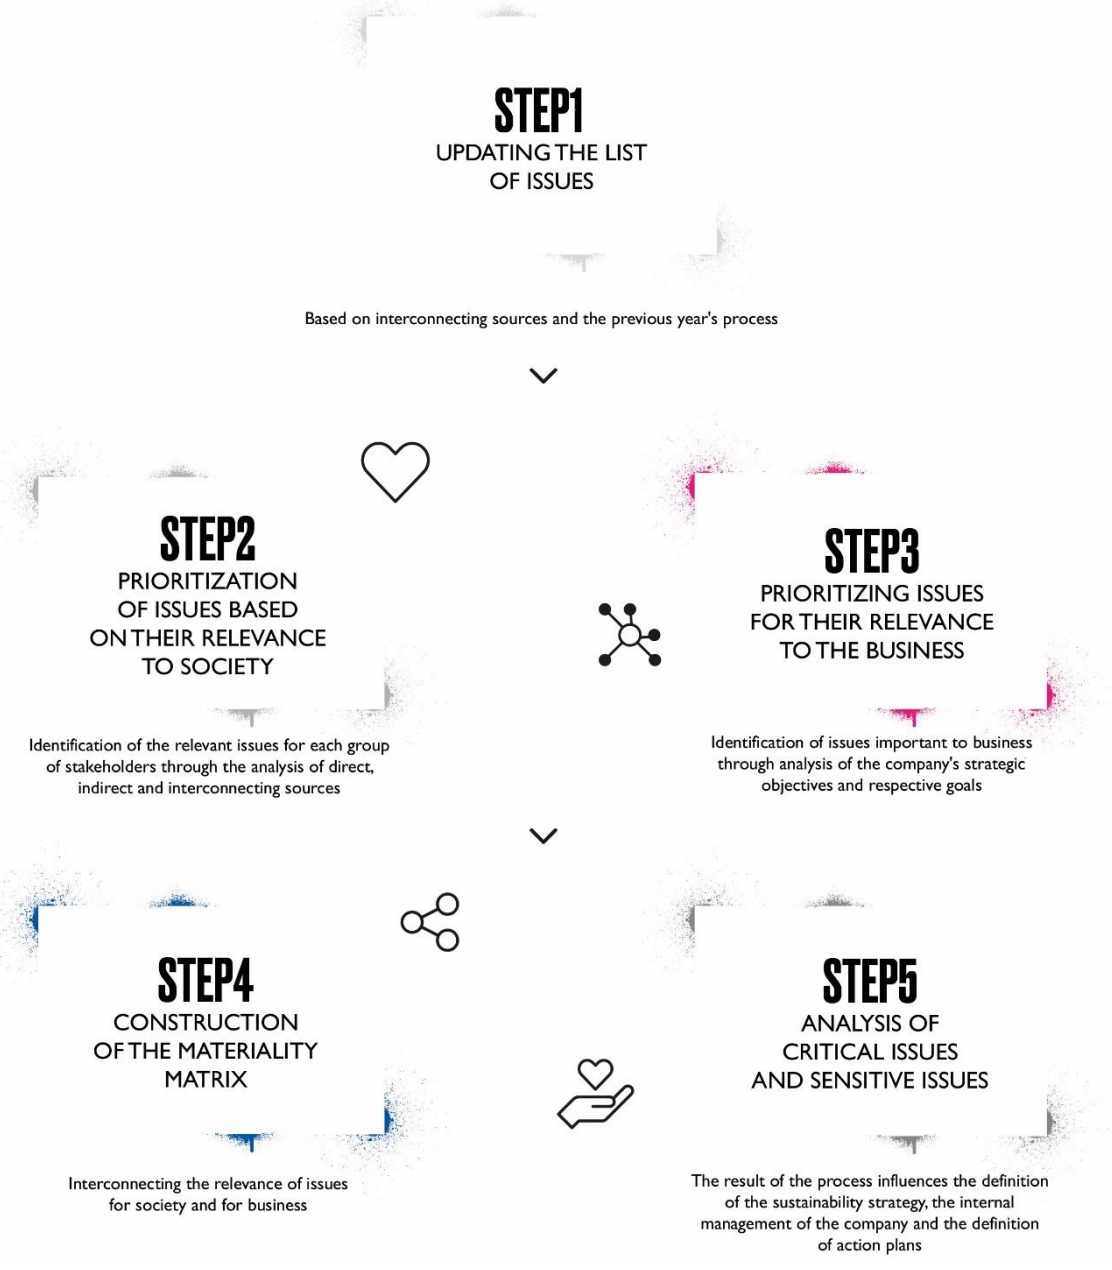 STEP1
UPDATING THE LIST
OF ISSUES
Based on interconnecting sources and the previous year's process
STEP2
PRIORITIZATION
OF ISSUES BASED
ON THEIR RELEVANCE
TO SOCIETY
Identification of the relevant issues for each group
of stakeholders through the analysis of direct,
indirect and interconnecting sources
STEP3
PRIORITIZING ISSUES
FOR THEIR RELEVANCE
TO THE BUSINESS
Identification of issues important to business
through analysis of the company's strategic
objectives and respective goals
STEP4
CONSTRUCTION
OF THE MATERIALITY
MATRIX
Interconnecting the relevance of issues
for society and for business
STEP5
ANALYSIS OF
CRITICAL ISSUES
AND SENSITIVE ISSUES
The result of the process influences the definition
of the sustainability strategy, the internal
management of the company and the definition
of action plans